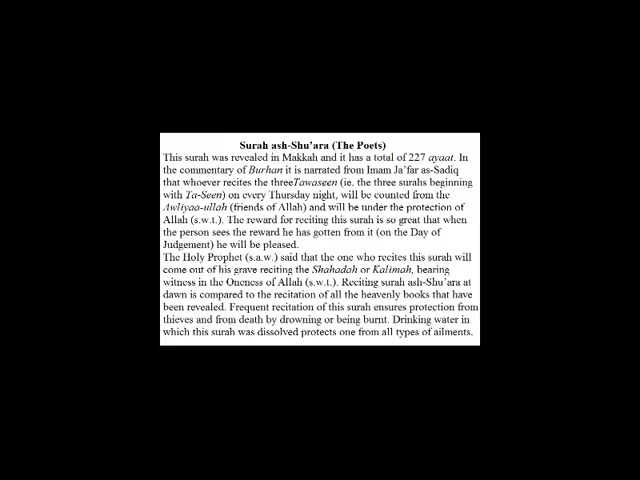 Surah ash-Shu'ara (The Poets)
This surah was revealed in Makkah and it has a total of 227 ayaat. In
the commentary of Burhan it is narrated from Imam Ja'far as-Sadiq
that whoever recites the threeTawaseen (ie. the three surahs beginning
with Ta-Seen) on every Thursday night, will be counted from the
Awliyaa-ullah (friends of Allah) and will be under the protection of
Allah (s.w.t.). The reward for reciting this surah is so great that when
the person sees the reward he has gotten from it (on the Day of
Judgement) he will be pleased.
The Holy Prophet (s.a.w.) said that the one who recites this surah will
come out of his grave reciting the Shahadah or Kalimah, bearing
witness in the Oneness of Allah (s.w.t.). Reciting surah ash-Shu'ara at
dawn is compared to the recitation of all the heavenly books that have
been revealed. Frequent recitation of this surah ensures protection from
thieves and from death by drowning or being burnt. Drinking water in
which this surah was dissolved protects one from all types of ailments.